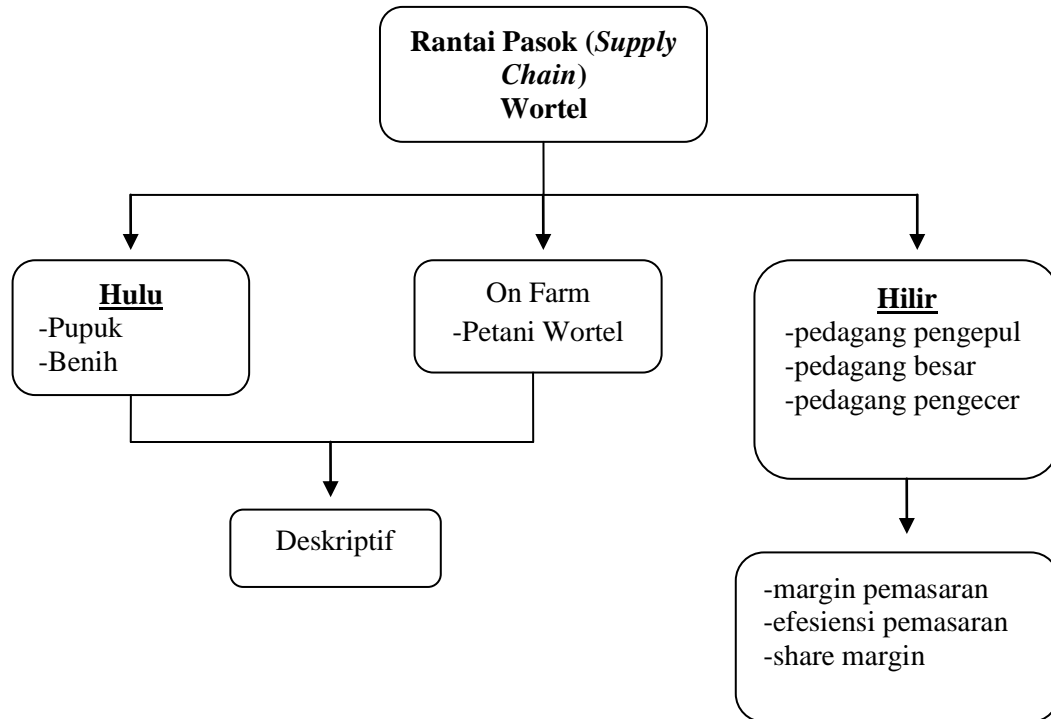 Rantai Pasok (Supply
Chain)
Wortel
Hulu
-Pupuk
-Benih
On Farm
-Petani Wortel
Hilir
-pedagang pengepul
-pedagang besar
-pedagang pengecer
Deskriptif
-margin pemasaran
-efesiensi pemasaran
-share margin